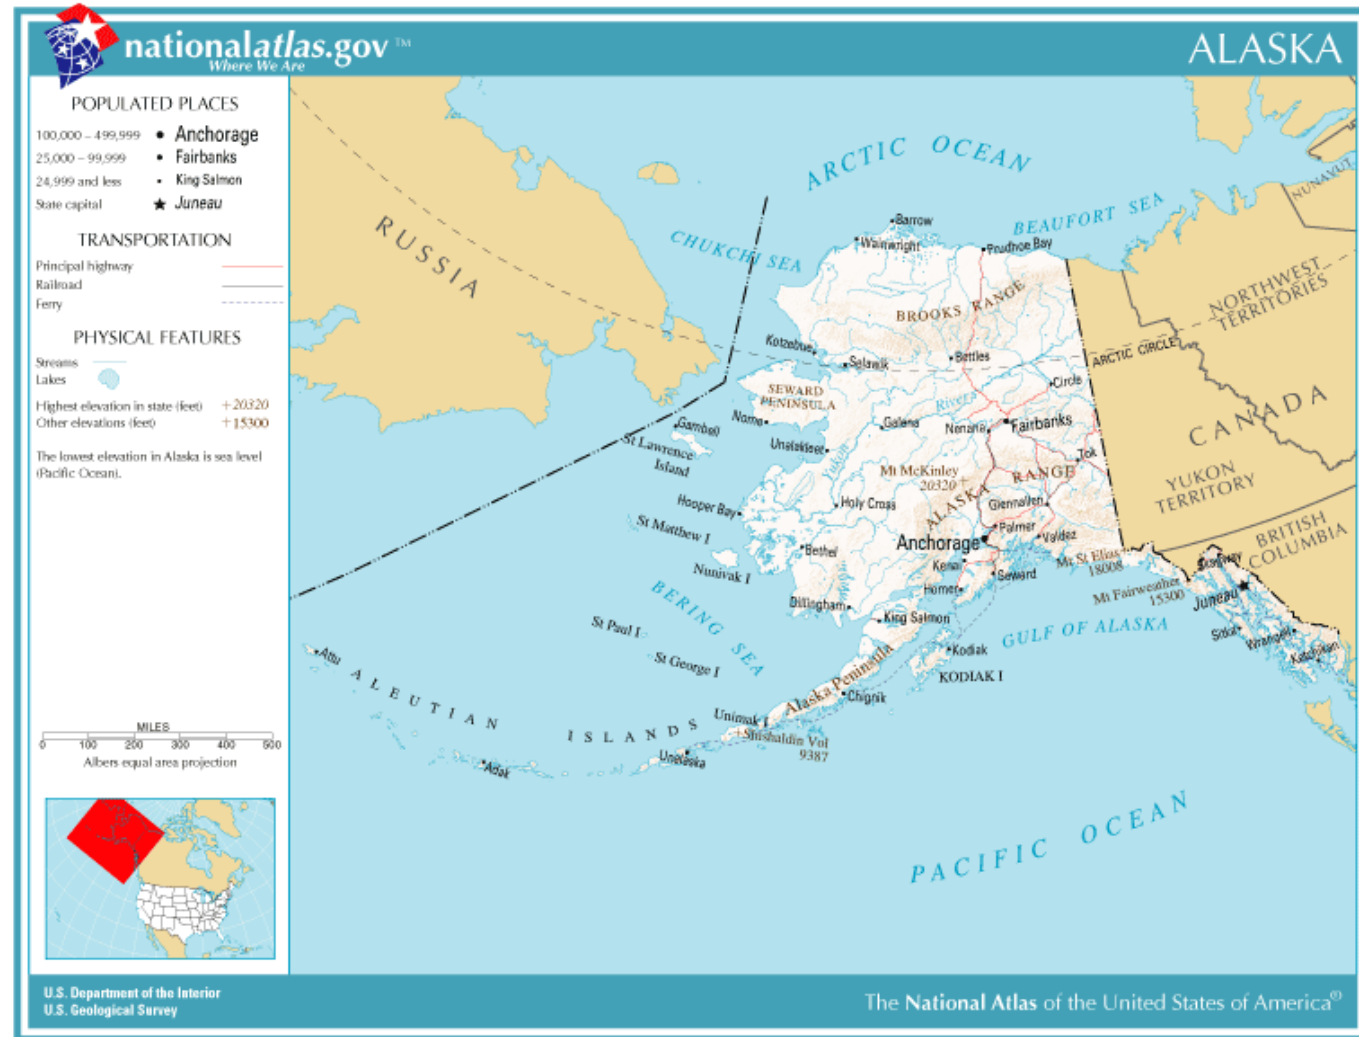 nationalatlas.gov ™
Where We Are
ALASKA
POPULATED PLACES
100,000 – 499,999 Anchorage
25,000 – 99,999 Fairbanks
24,999 and less King Salmon
State capital Juneau
TRANSPORTATION
Principal highway
Railroad
Ferry
PHYSICAL FEATURES
Streams
Lakes
Highest elevation in state (feet) +20320
Other elevations (feet) +15300
The lowest elevation in Alaska is sea level
(Pacific Ocean).
MILES
0 100 200 300 400 500
Albers equal area projection
ARCTIC OCEAN
BEAUFORT SEA
CHUKCHI SEA
RUSSIA
NUNAVUT
NORTHWEST
TERRITORIES
CANADA
YUKON
TERRITORY
BRITISH
COLUMBIA
ARCTIC CIRCLE
Barrow
Wainwright
Prudhoe Bay
BROOKS RANGE
Kotzebue
Selawik
Bettles
Circle
SEWARD
PENINSULA
Nome
Gambell
St Lawrence
Island
Unalakleet
Galena
Yukon
River
Nenana
Fairbanks
Tok
Mt McKinley
20320+
ALASKA RANGE
Hooper Bay
Holy Cross
Glennallen
St Matthew I
Palmer
Anchorage
Valdez
Bethel
Nunivak I
Kenai
Seward
Mt St Elias
18008
Homer
Mt Fairweather
15300
Skagway
Juneau
Dillingham
King Salmon
BERING SEA
St Paul I
St George I
GULF OF ALASKA
Sitka
Wrangell
Ketchikan
Kodiak
KODIAK I
Alaska Peninsula
Chignik
Attu
ALEUTIAN ISLANDS
Unimak I
+Shishaldin Vol
9387
Unalaska
Adak
PACIFIC OCEAN
U.S. Department of the Interior
U.S. Geological Survey
The National Atlas of the United States of America®